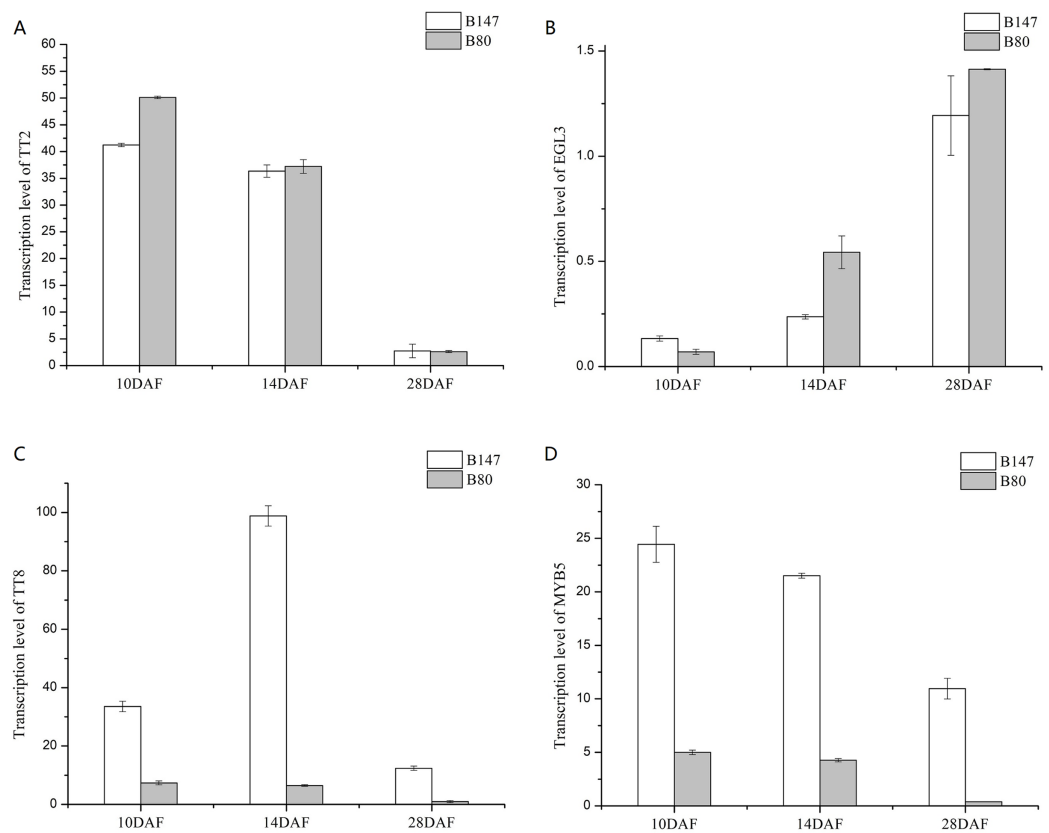 A
B147
B80
Transcription level of TT2
60
55
50
45
40
35
30
25
20
15
10
5
0
10DAF 14DAF 28DAF
B
B147
B80
Transcription level of EGL3
1.5
1.0
0.5
0.0
10DAF 14DAF 28DAF
C
B147
B80
Transcription level of TT8
100
80
60
40
20
0
10DAF 14DAF 28DAF
D
B147
B80
Transcription level of MYB5
30
25
20
15
10
5
0
10DAF 14DAF 28DAF